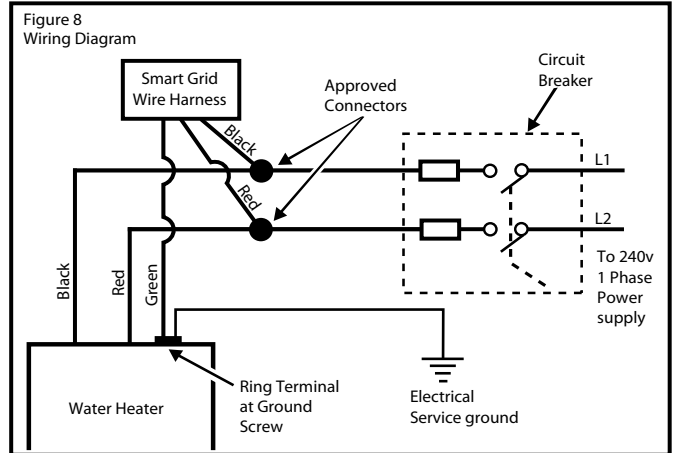 Figure 8
Wiring Diagram
Smart Grid
Wire Harness
Approved
Connectors
Circuit
Breaker
Black
Red
L1
L2
To 240v
1 Phase
Power
supply
Black
Red
Green
Water Heater
Ring Terminal
at Ground
Screw
Electrical
Service ground